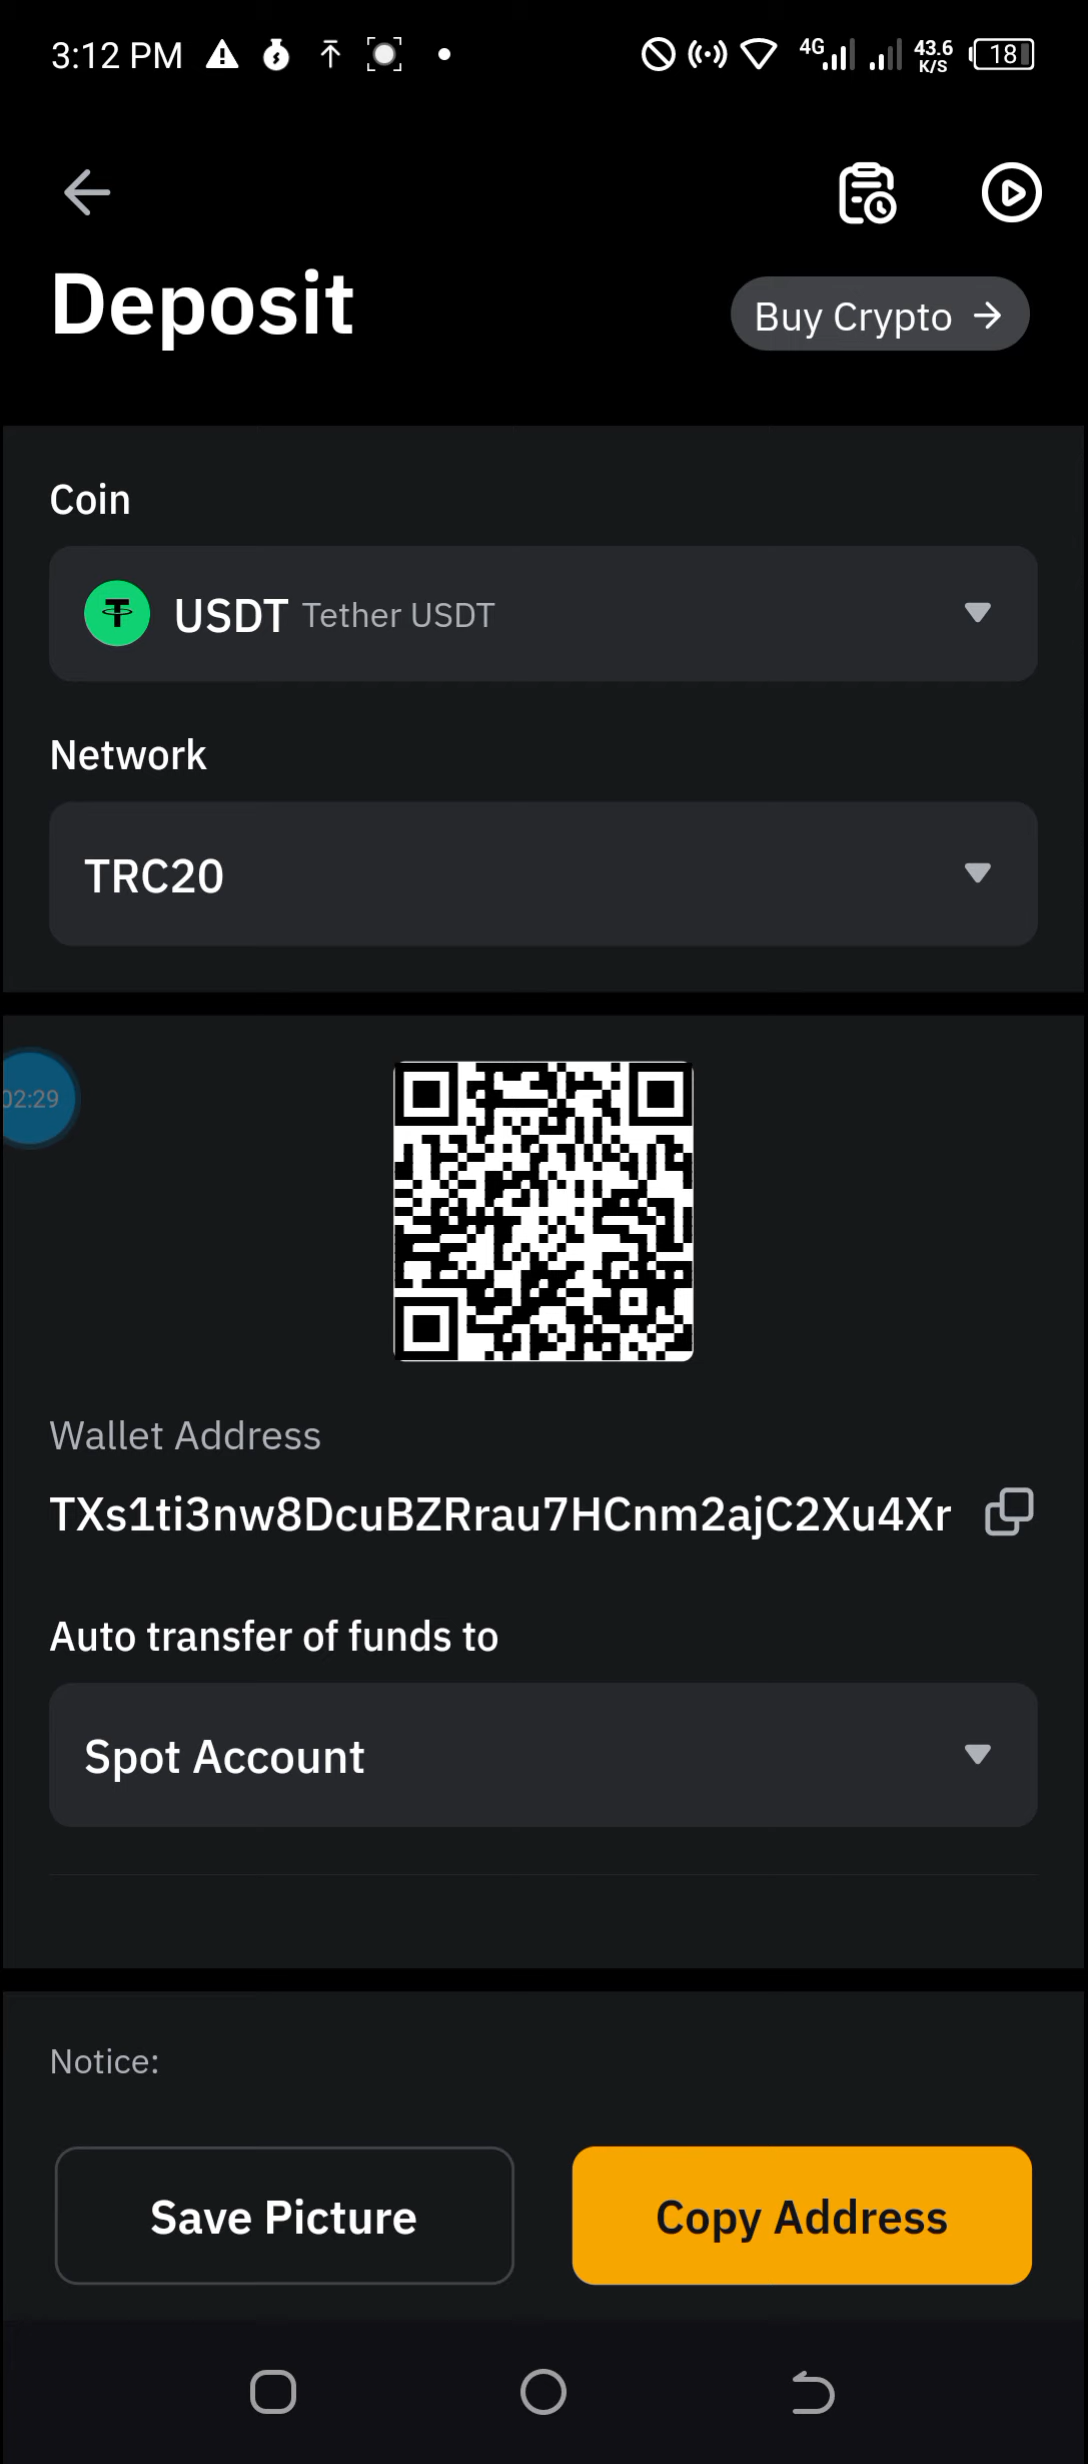 3:12 PM
4G
43.6
K/S
18
Deposit
Buy Crypto
Coin
USDT Tether USDT
Network
TRC20
02:29
Wallet Address
TXs1ti3nw8DcuBZRrau7HCnm2ajC2Xu4Xr
Auto transfer of funds to
Spot Account
Notice:
Save Picture
Copy Address